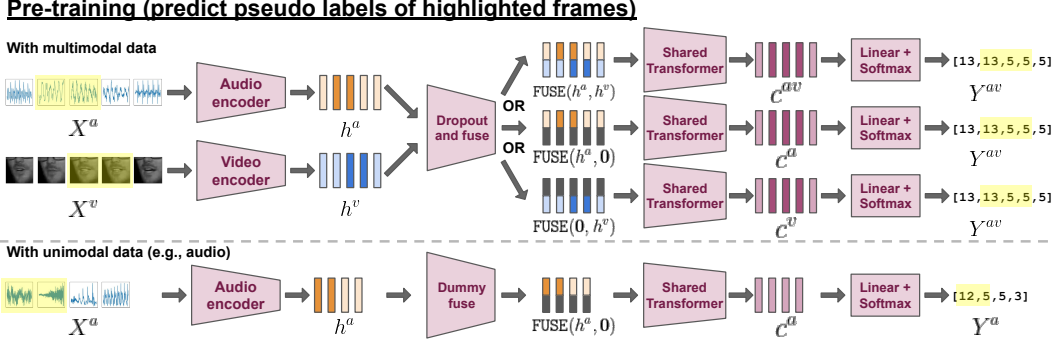 Pre-training (predict pseudo labels of highlighted frames)
With multimodal data
X^a
Audio encoder
h^a
X^v
Video encoder
h^v
Dropout and fuse
OR
OR
FUSE(h^a, h^v)
Shared Transformer
C^{av}
Linear + Softmax
[13,13,5,5,5]
Y^{av}
FUSE(h^a, 0)
Shared Transformer
C^a
Linear + Softmax
[13,13,5,5,5]
Y^{av}
FUSE(0, h^v)
Shared Transformer
C^v
Linear + Softmax
[13,13,5,5,5]
Y^{av}
With unimodal data (e.g., audio)
X^a
Audio encoder
h^a
Dummy fuse
FUSE(h^a, 0)
Shared Transformer
C^a
Linear + Softmax
[12,5,5,3]
Y^a